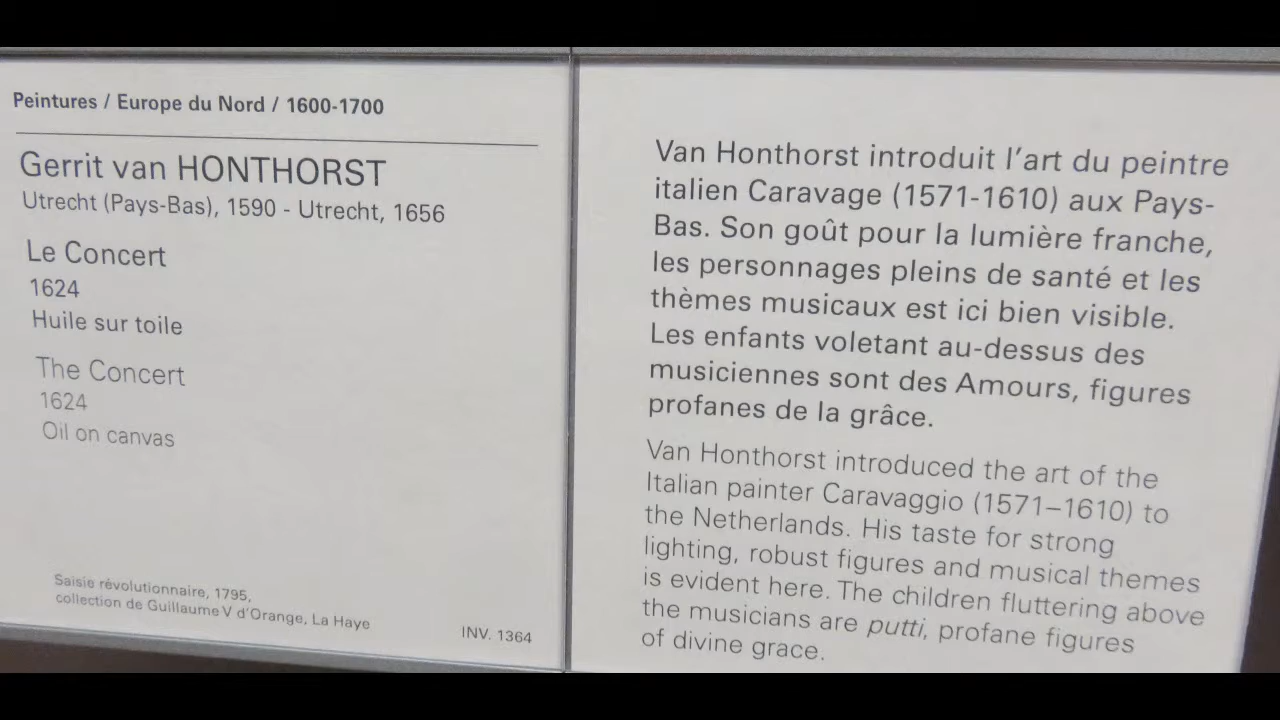 Peintures / Europe du Nord / 1600-1700
Gerrit van HONTHORST
Utrecht (Pays-Bas), 1590 - Utrecht, 1656
Le Concert
1624
Huile sur toile
The Concert
1624
Oil on canvas
Saisie révolutionnaire, 1795,
collection de Guillaume V d'Orange, La Haye
INV. 1364
Van Honthorst introduit l'art du peintre
italien Caravage (1571-1610) aux Pays-
Bas. Son goût pour la lumière franche,
les personnages pleins de santé et les
thèmes musicaux est ici bien visible.
Les enfants voletant au-dessus des
musiciennes sont des Amours, figures
profanes de la grâce.
Van Honthorst introduced the art of the
Italian painter Caravaggio (1571–1610) to
the Netherlands. His taste for strong
lighting, robust figures and musical themes
is evident here. The children fluttering above
the musicians are putti, profane figures
of divine grace.